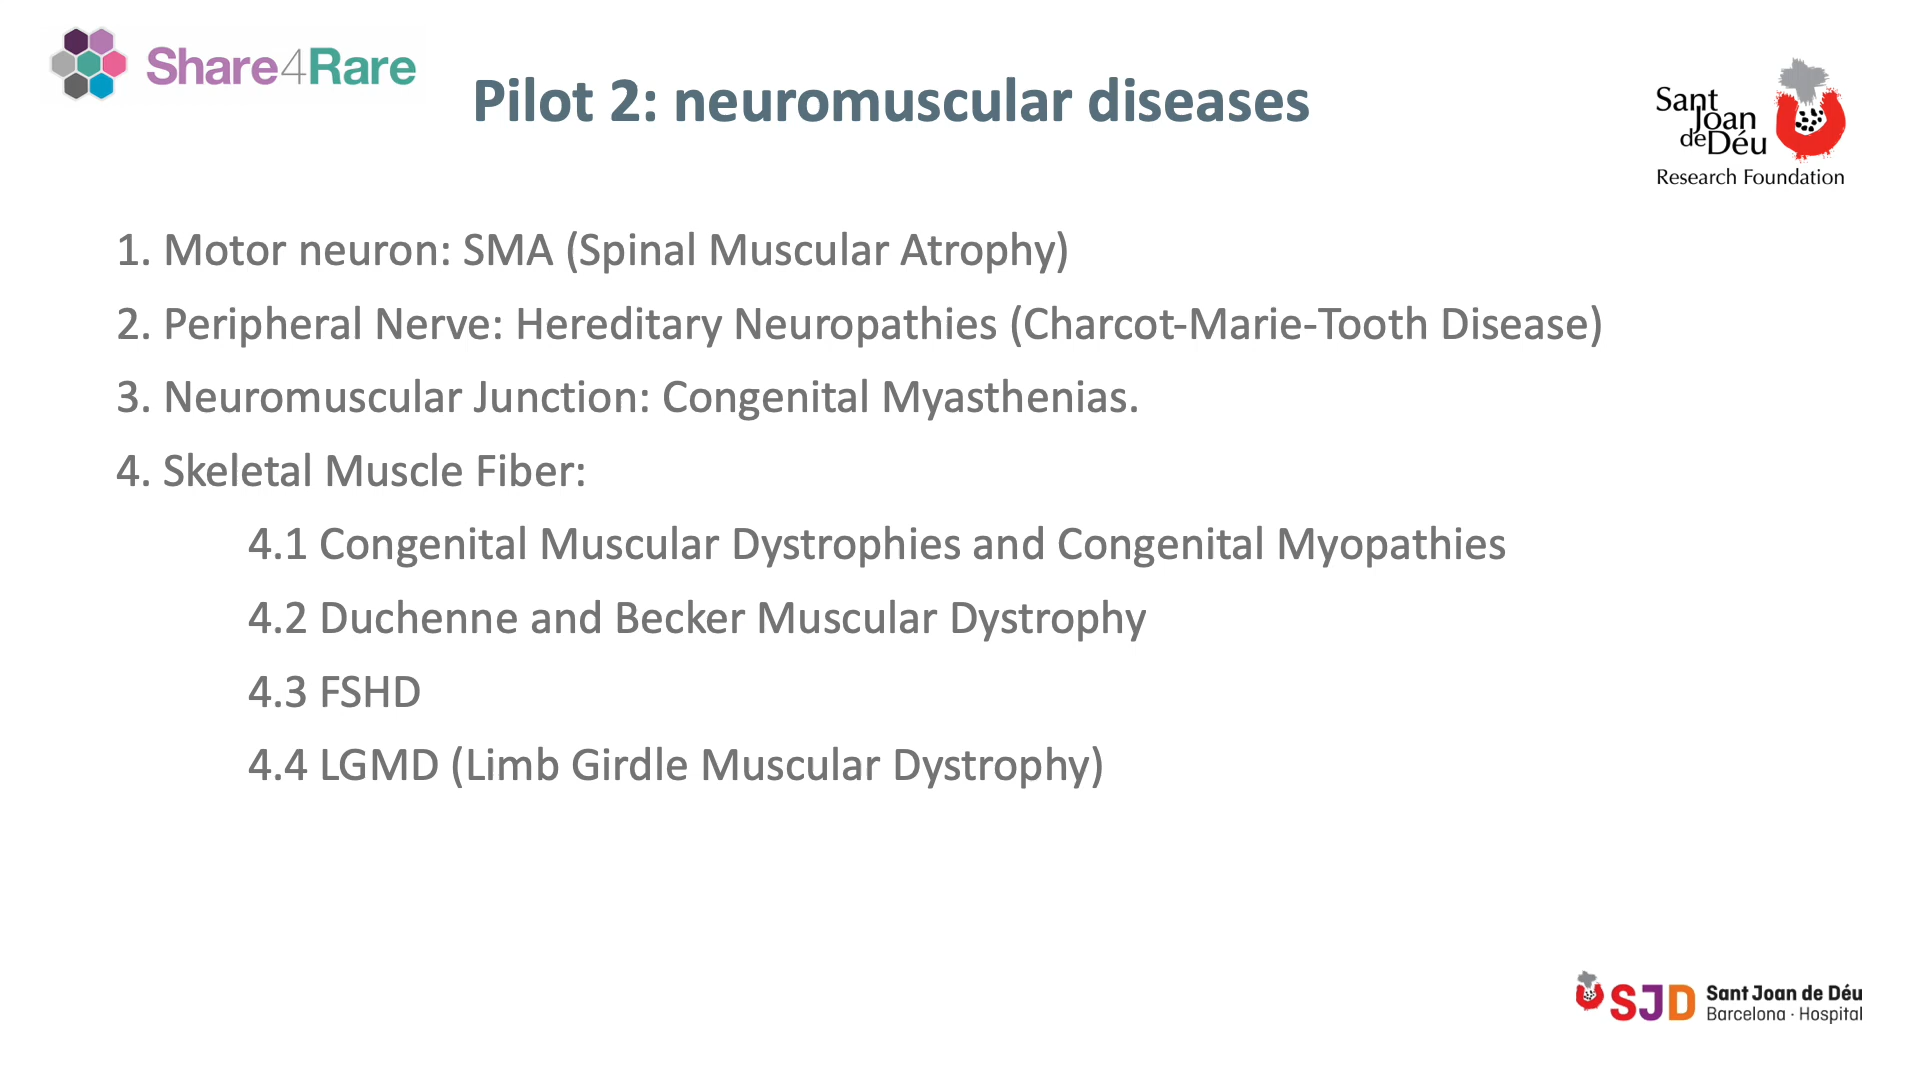 Share4Rare
Pilot 2: neuromuscular diseases
Sant
Joan
de Déu
Research Foundation
1. Motor neuron: SMA (Spinal Muscular Atrophy)
2. Peripheral Nerve: Hereditary Neuropathies (Charcot-Marie-Tooth Disease)
3. Neuromuscular Junction: Congenital Myasthenias.
4. Skeletal Muscle Fiber:
4.1 Congenital Muscular Dystrophies and Congenital Myopathies
4.2 Duchenne and Becker Muscular Dystrophy
4.3 FSHD
4.4 LGMD (Limb Girdle Muscular Dystrophy)
SJD Sant Joan de Déu
Barcelona · Hospital